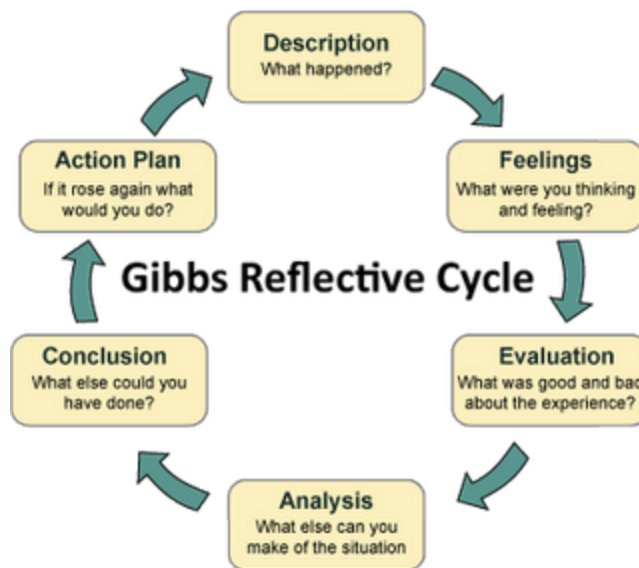 Description
What happened?
Feelings
What were you thinking
and feeling?
Evaluation
What was good and bad
about the experience?
Analysis
What else can you
make of the situation
Conclusion
What else could you
have done?
Action Plan
If it rose again what
would you do?
Gibbs Reflective Cycle